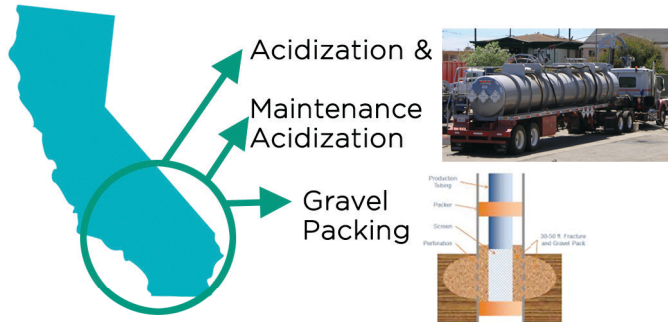 Acidization &
Maintenance
Acidization
Gravel
Packing
Production
Tubing
Packer
Screen
Perforation
30-50 ft. Fracture
and Gravel Pack